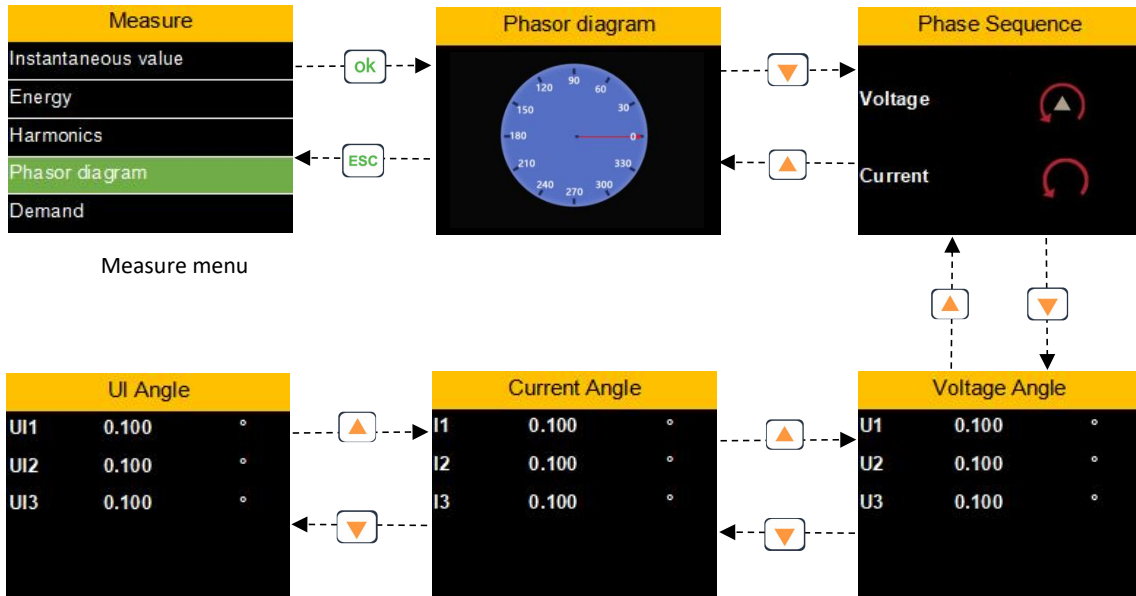 Measure
Instantaneous value
Energy
Harmonics
Phasor diagram
Demand
Measure menu
ok
ESC
Phasor diagram
90
120
60
150
30
180
0
210
330
240
300
270
Phase Sequence
Voltage
Current
UI Angle
UI1 0.100 °
UI2 0.100 °
UI3 0.100 °
Current Angle
I1 0.100 °
I2 0.100 °
I3 0.100 °
Voltage Angle
U1 0.100 °
U2 0.100 °
U3 0.100 °